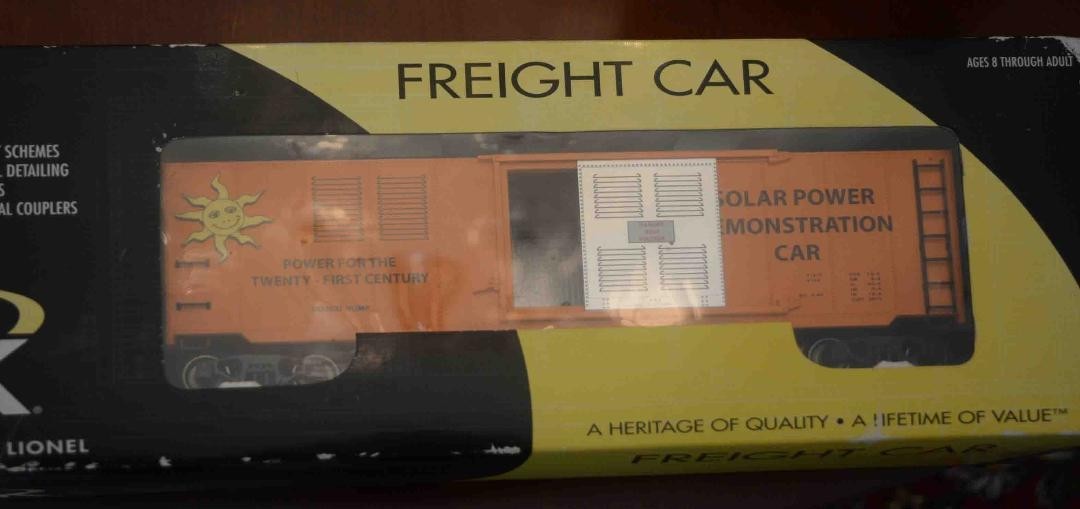 FREIGHT CAR
AGES 8 THROUGH ADULT
SCHEMES
DETAILING
S
AL COUPLERS
SOLAR POWER
MONSTRATION
CAR
POWER FOR THE
TWENTY - FIRST CENTURY
K
LIONEL
A HERITAGE OF QUALITY • A LIFETIME OF VALUE™
FREIGHT CAR